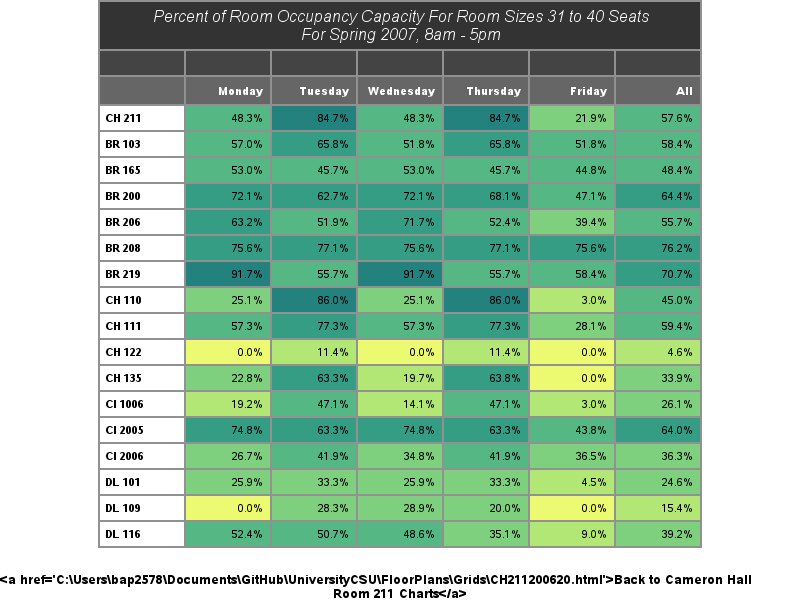 Percent of Room Occupancy Capacity For Room Sizes 31 to 40 Seats
For Spring 2007, 8am - 5pm
Monday Tuesday Wednesday Thursday Friday All
CH 211 48.3% 84.7% 48.3% 84.7% 21.9% 57.6%
BR 103 57.0% 65.8% 51.8% 65.8% 51.8% 58.4%
BR 165 53.0% 45.7% 53.0% 45.7% 44.8% 48.4%
BR 200 72.1% 62.7% 72.1% 68.1% 47.1% 64.4%
BR 206 63.2% 51.9% 71.7% 52.4% 39.4% 55.7%
BR 208 75.6% 77.1% 75.6% 77.1% 75.6% 76.2%
BR 219 91.7% 55.7% 91.7% 55.7% 58.4% 70.7%
CH 110 25.1% 86.0% 25.1% 86.0% 3.0% 45.0%
CH 111 57.3% 77.3% 57.3% 77.3% 28.1% 59.4%
CH 122 0.0% 11.4% 0.0% 11.4% 0.0% 4.6%
CH 135 22.8% 63.3% 19.7% 63.8% 0.0% 33.9%
CI 1006 19.2% 47.1% 14.1% 47.1% 3.0% 26.1%
CI 2005 74.8% 63.3% 74.8% 63.3% 43.8% 64.0%
CI 2006 26.7% 41.9% 34.8% 41.9% 36.5% 36.3%
DL 101 25.9% 33.3% 25.9% 33.3% 4.5% 24.6%
DL 109 0.0% 28.3% 28.9% 20.0% 0.0% 15.4%
DL 116 52.4% 50.7% 48.6% 35.1% 9.0% 39.2%
<a href='C:\Users\bap2578\Documents\GitHub\UniversityCSU\FloorPlans\Grids\CH211200620.html'>Back to Cameron Hall
Room 211 Charts</a>